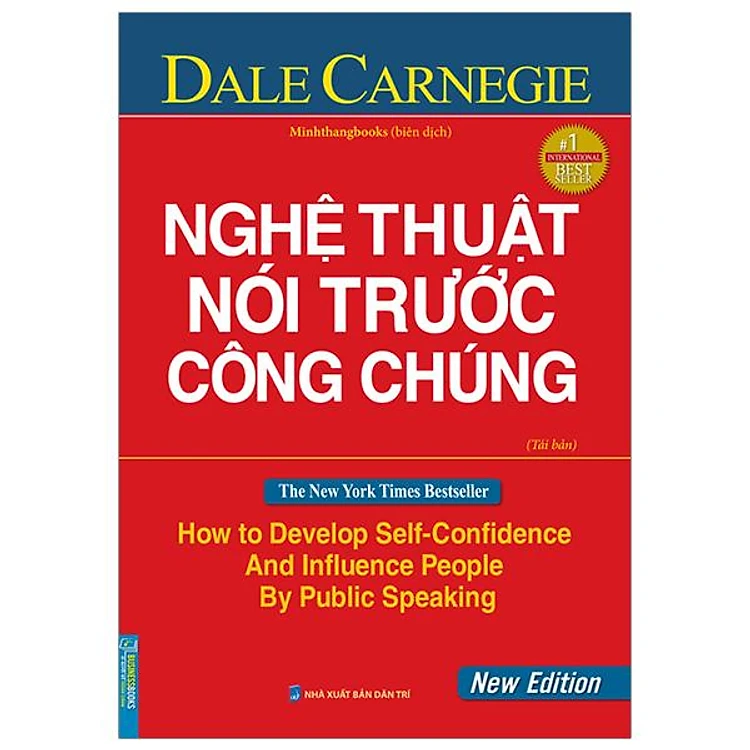 DALE CARNEGIE
Minhthangbooks (biên dịch)
#1
INTERNATIONAL
BEST
SELLER
NGHỆ THUẬT
NÓI TRƯỚC
CÔNG CHÚNG
(Tái bản)
The New York Times Bestseller
How to Develop Self-Confidence
And Influence People
By Public Speaking
BUSINESSBOOKS
NHÀ XUẤT BẢN DÂN TRÍ
New Edition